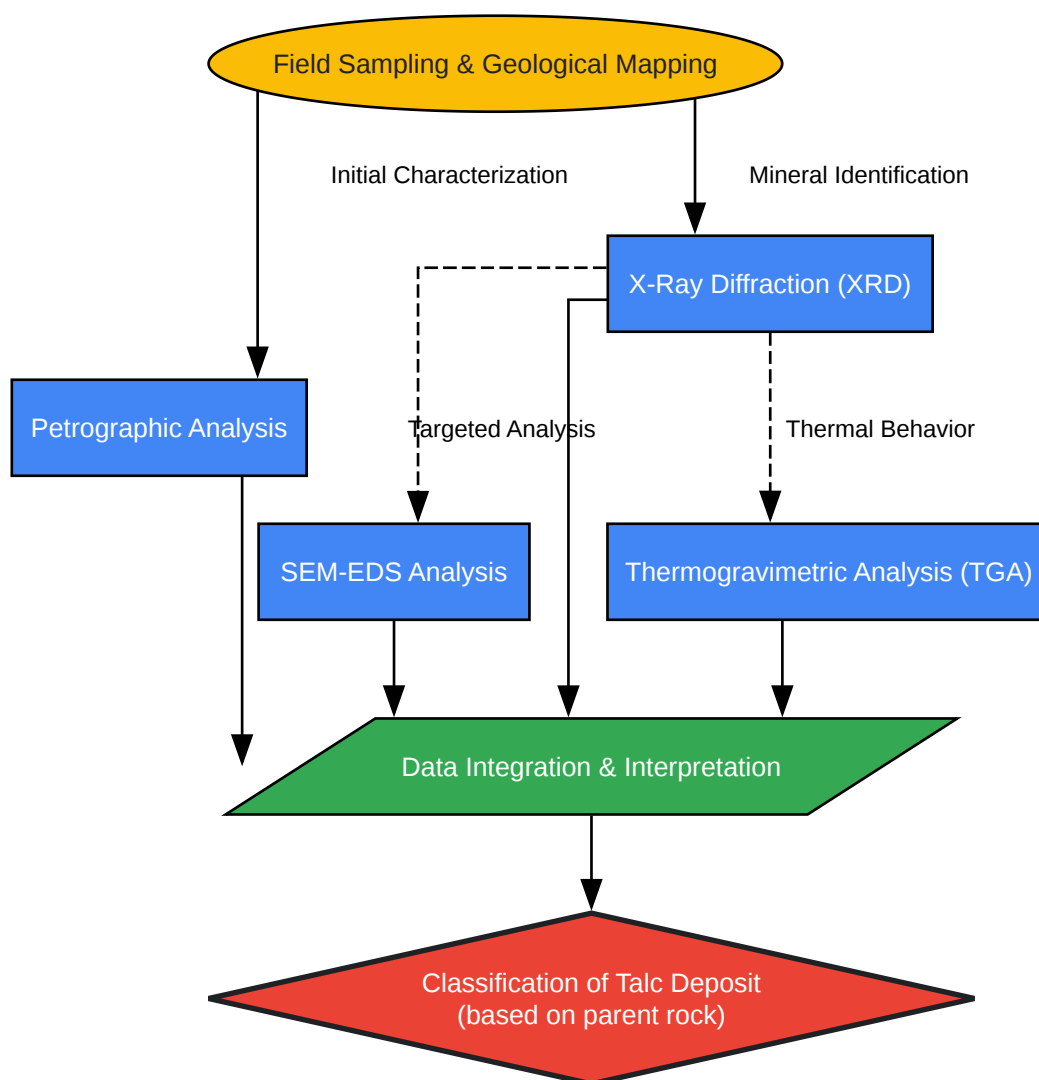 Field Sampling & Geological Mapping
Initial Characterization
Mineral Identification
X-Ray Diffraction (XRD)
Petrographic Analysis
Targeted Analysis
Thermal Behavior
SEM-EDS Analysis
Thermogravimetric Analysis (TGA)
Data Integration & Interpretation
Classification of Talc Deposit
(based on parent rock)